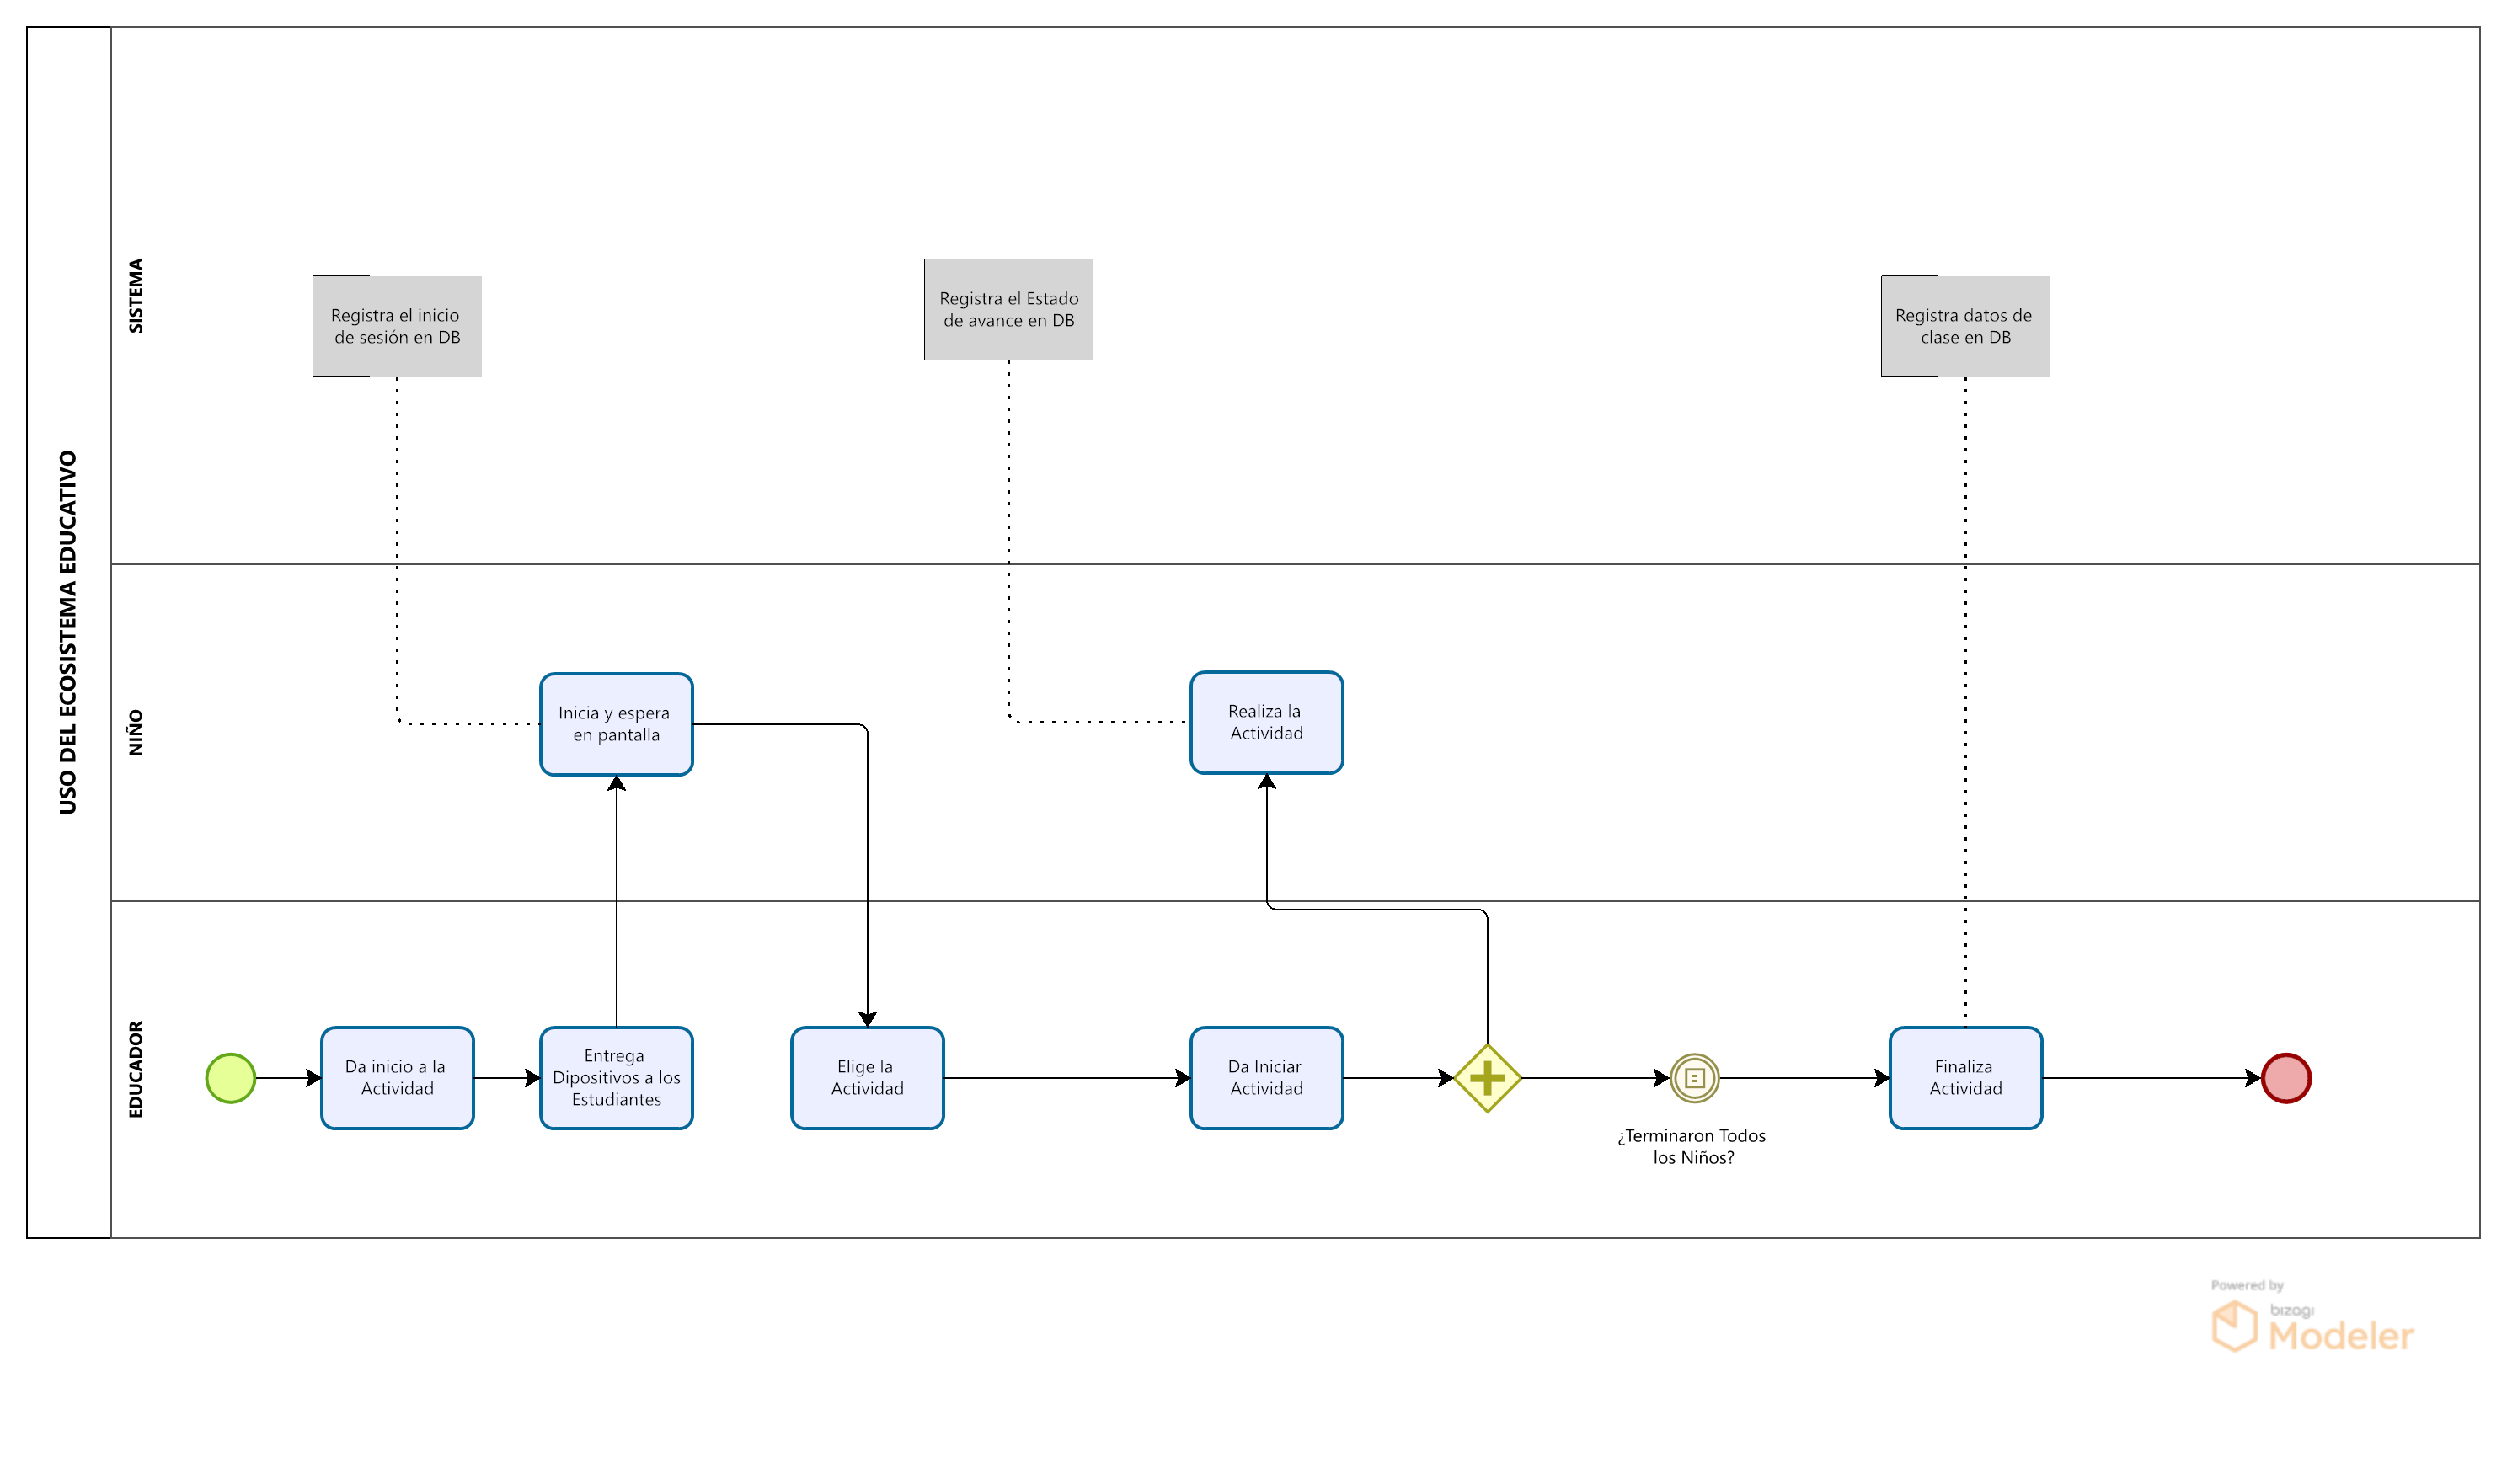 USO DEL ECOSISTEMA EDUCATIVO
SISTEMA
Registra el inicio
de sesión en DB
Registra el Estado
de avance en DB
Registra datos de
clase en DB
NIÑO
Inicia y espera
en pantalla
Realiza la
Actividad
EDUCADOR
Da inicio a la
Actividad
Entrega
Dipositivos a los
Estudiantes
Elige la
Actividad
Da Iniciar
Actividad
¿Terminaron Todos
los Niños?
Finaliza
Actividad
Powered by
bizagi
Modeler